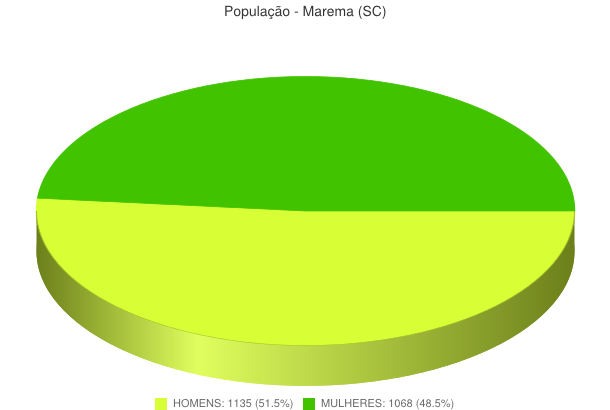 População - Marema (SC)
HOMENS: 1135 (51.5%) MULHERES: 1068 (48.5%)